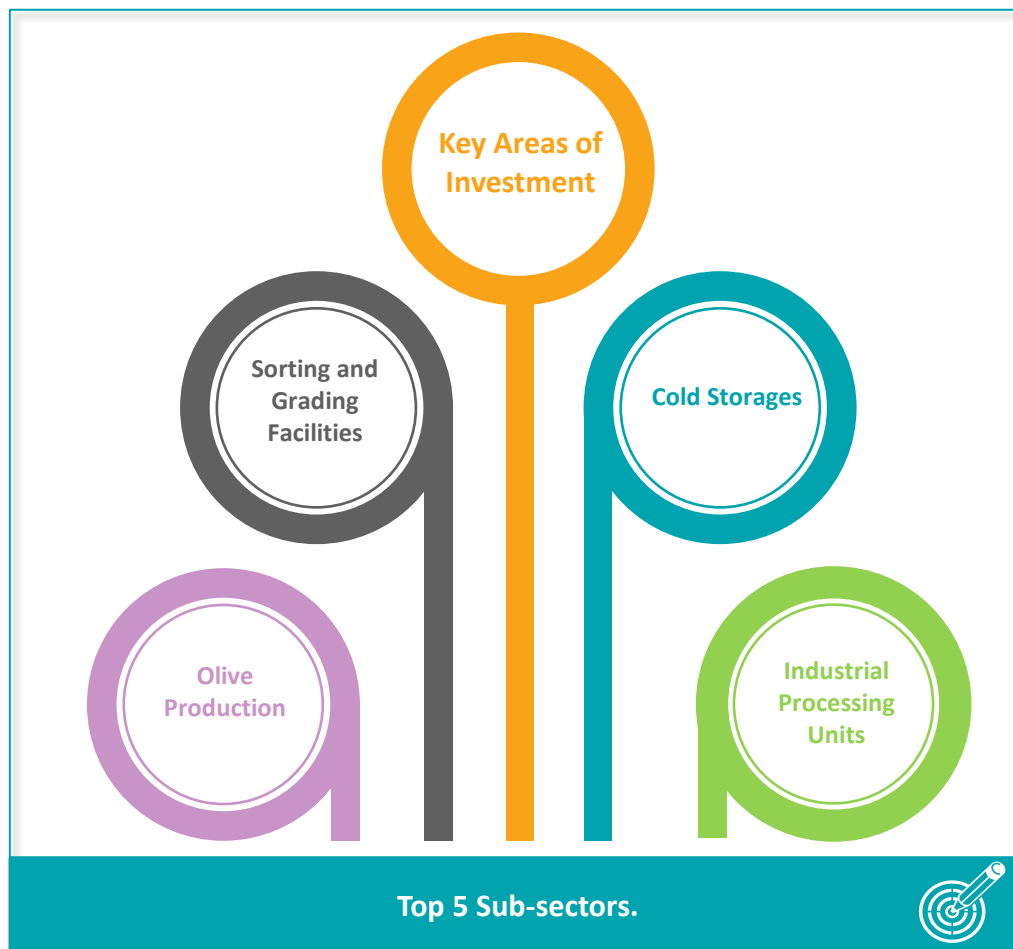 Key Areas of
Investment
Sorting and
Grading
Facilities
Cold Storages
Olive
Production
Industrial
Processing
Units
Top 5 Sub-sectors.